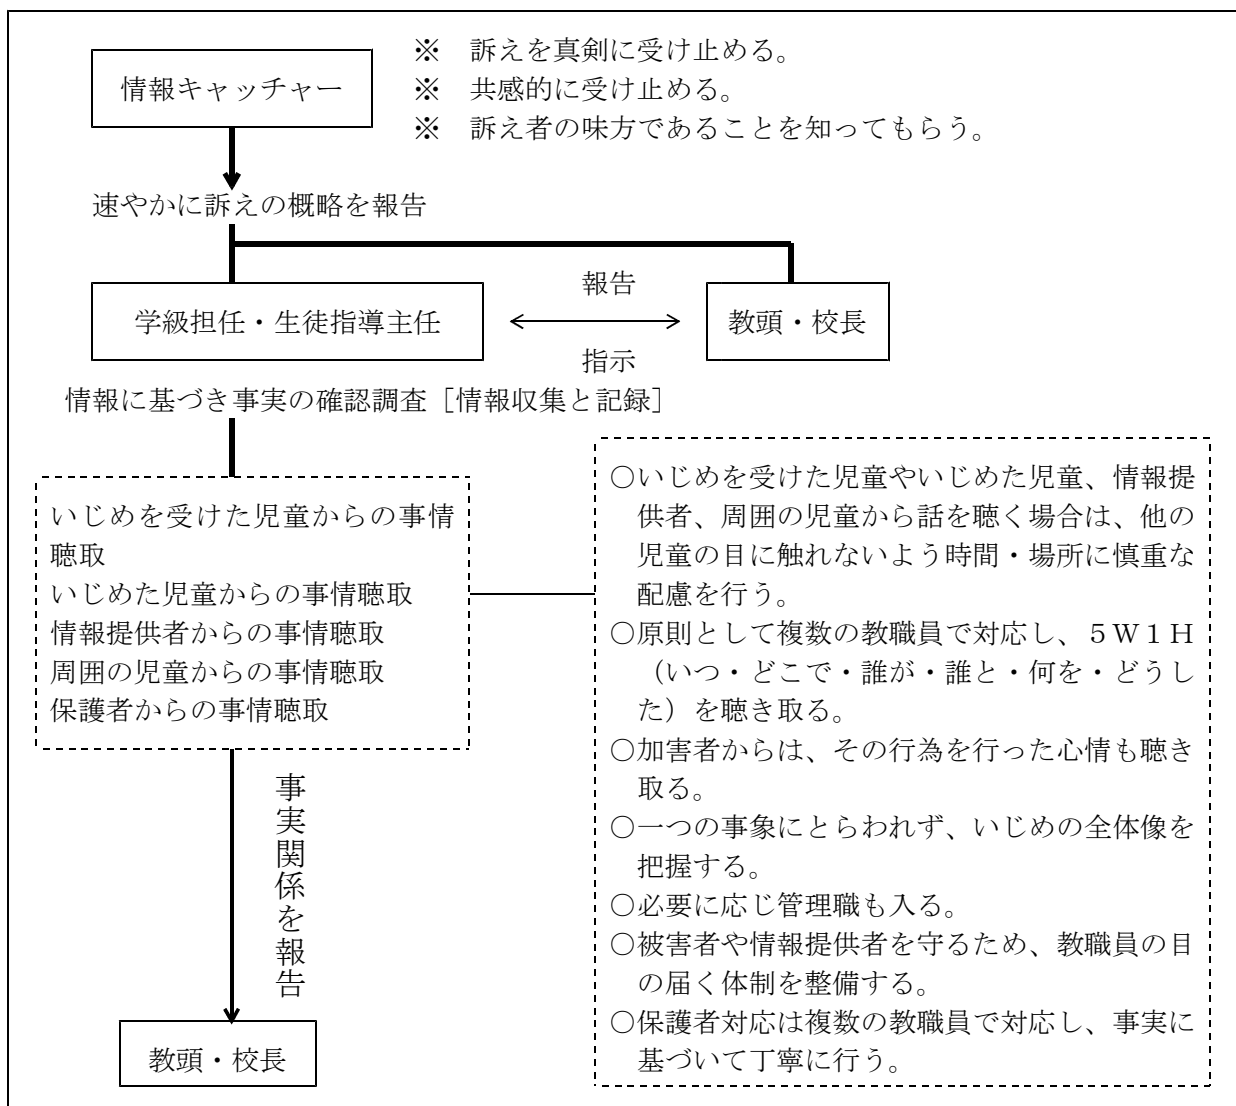 ※　訴えを真剣に受け止める。
情報キャッチャー
※　共感的に受け止める。
※　訴え者の味方であることを知ってもらう。
速やかに訴えの概略を報告
報告
学級担任・生徒指導主任
教頭・校長
指示
情報に基づき事実の確認調査［情報収集と記録］
いじめを受けた児童からの事情
聴取
いじめた児童からの事情聴取
情報提供者からの事情聴取
周囲の児童からの事情聴取
保護者からの事情聴取
○いじめを受けた児童やいじめた児童、情報提
供者、周囲の児童から話を聴く場合は、他の
児童の目に触れないよう時間・場所に慎重な
配慮を行う。
○原則として複数の教職員で対応し、５Ｗ１Ｈ
（いつ・どこで・誰が・誰と・何を・どうし
た）を聴き取る。
○加害者からは、その行為を行った心情も聴き
取る。
○一つの事象にとらわれず、いじめの全体像を
把握する。
○必要に応じ管理職も入る。
○被害者や情報提供者を守るため、教職員の目
の届く体制を整備する。
○保護者対応は複数の教職員で対応し、事実に
基づいて丁寧に行う。
事実関係を報告
教頭・校長